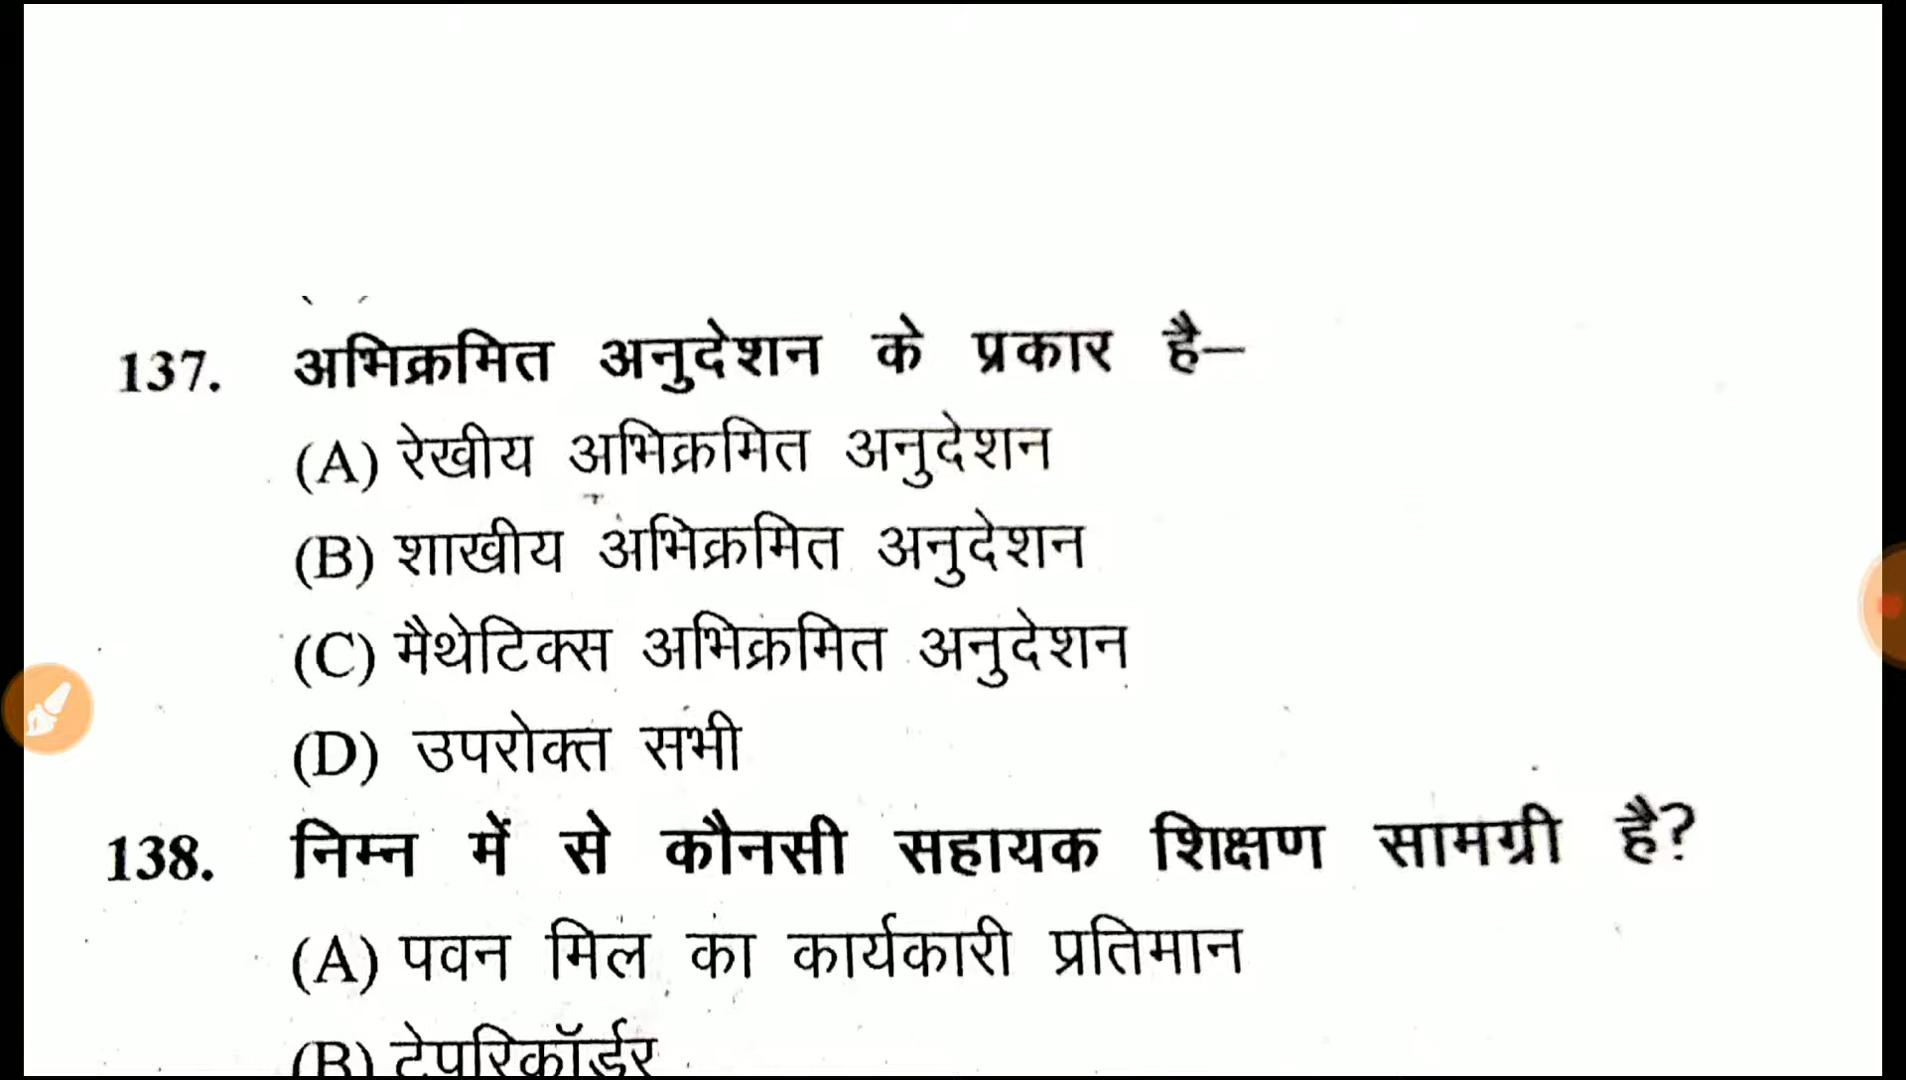 137. अभिक्रमित अनुदेशन के प्रकार है–
(A) रेखीय अभिक्रमित अनुदेशन
(B) शाखीय अभिक्रमित अनुदेशन
(C) मैथेटिक्स अभिक्रमित अनुदेशन
(D) उपरोक्त सभी
138. निम्न में से कौनसी सहायक शिक्षण सामग्री है?
(A) पवन मिल का कार्यकारी प्रतिमान
(B) टेपरिकॉर्डर